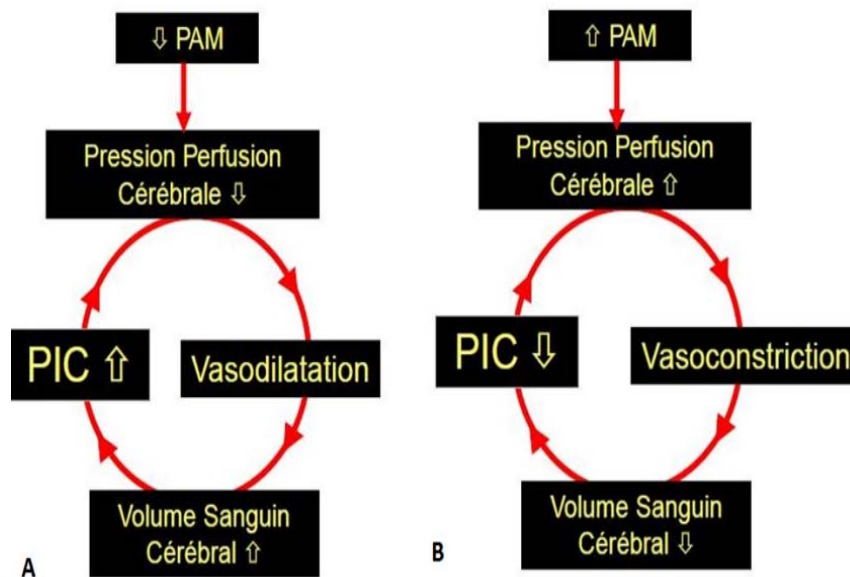 ⇩ PAM
Pression Perfusion
Cérébrale ⇩
PIC ⇧
Vasodilatation
Volume Sanguin
Cérébral ⇧
A
⇧ PAM
Pression Perfusion
Cérébrale ⇧
PIC ⇩
Vasoconstriction
Volume Sanguin
Cérébral ⇩
B